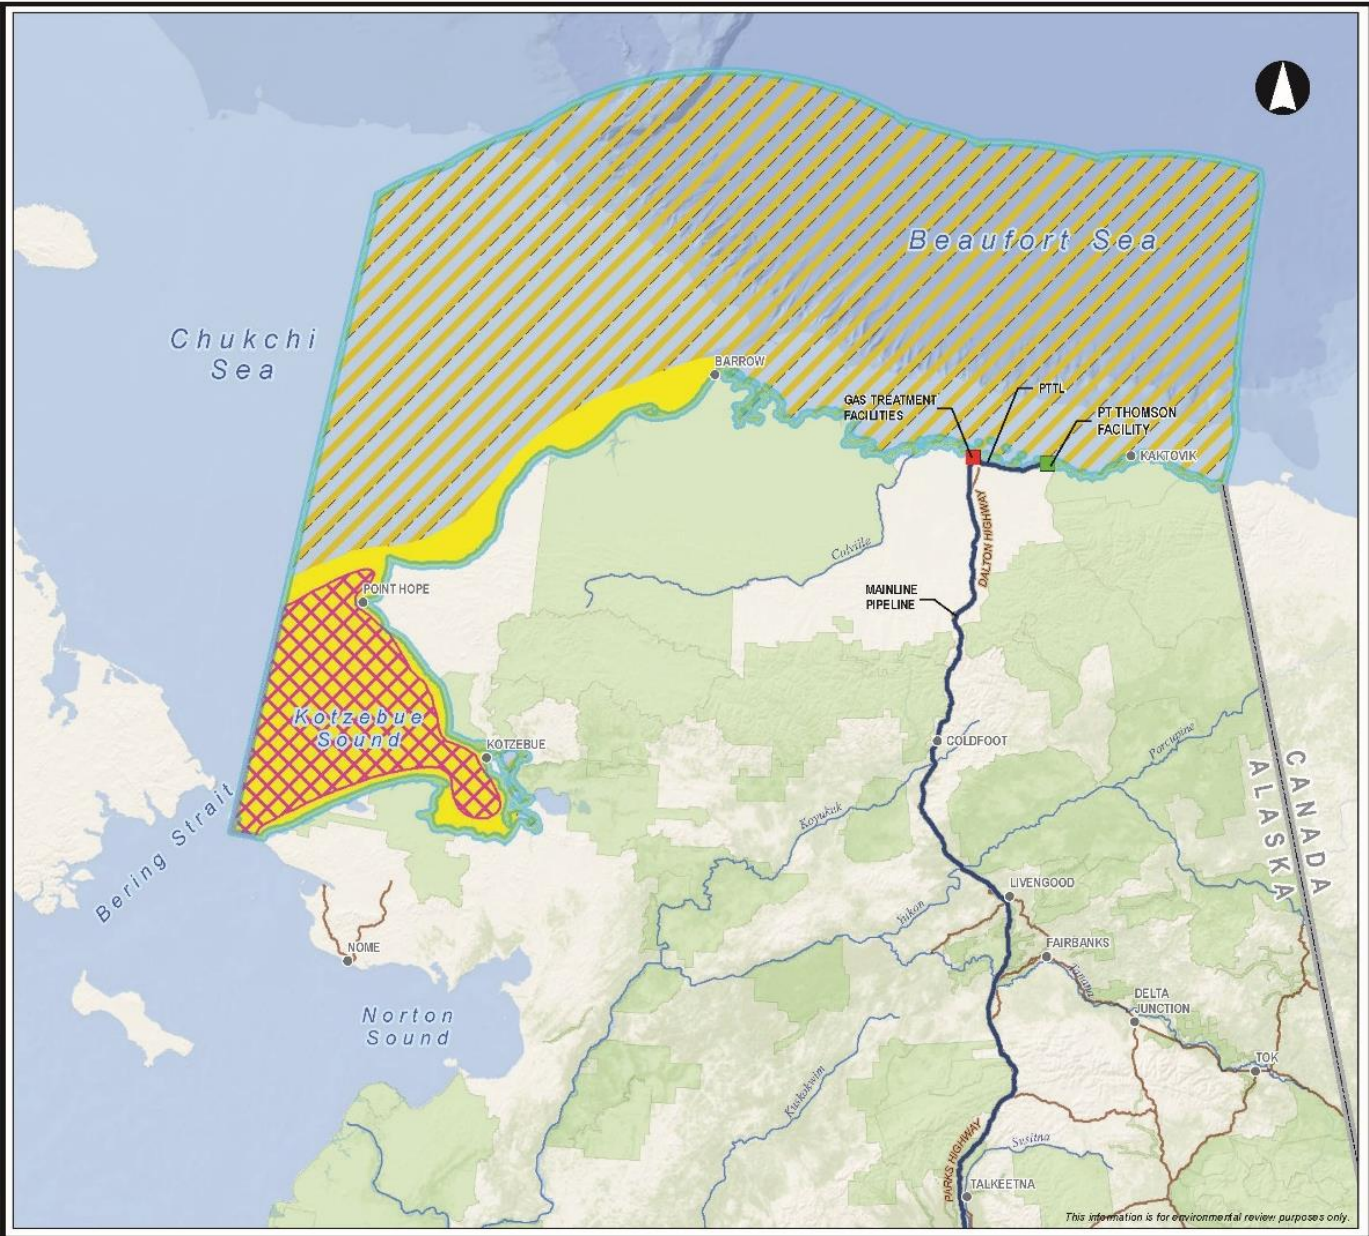 Beaufort Sea
Chukchi
Sea
BARROW
GAS TREATMENT
FACILITIES
PTTL
PT THOMSON
FACILITY
KAKTOVIK
DALTON HIGHWAY
Colville
POINT HOPE
MAINLINE
PIPELINE
Kotzebue
Sound
KOTZEBUE
COLDFOOT
Porcupine
CANADA
ALASKA
Koyukuk
Bering Strait
LIVENGOOD
Yukon
NOME
FAIRBANKS
Tanana
DELTA
JUNCTION
Norton
Sound
TOK
Kuskokwim
PARKS HIGHWAY
Susitna
TALKEETNA
This information is for environmental review purposes only.